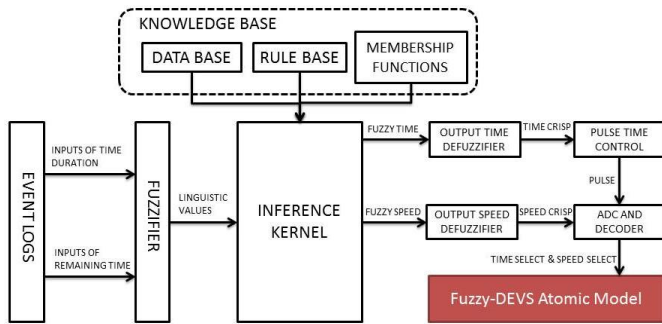 KNOWLEDGE BASE
DATA BASE
RULE BASE
MEMBERSHIP
FUNCTIONS
EVENT LOGS
INPUTS OF TIME
DURATION
INPUTS OF
REMAINING TIME
FUZZIFIER
LINGUISTIC
VALUES
INFERENCE
KERNEL
FUZZY TIME
OUTPUT TIME
DEFUZZIFIER
TIME CRISP
PULSE TIME
CONTROL
PULSE
FUZZY SPEED
OUTPUT SPEED
DEFUZZIFIER
SPEED CRISP
ADC AND
DECODER
TIME SELECT & SPEED SELECT
Fuzzy-DEVS Atomic Model